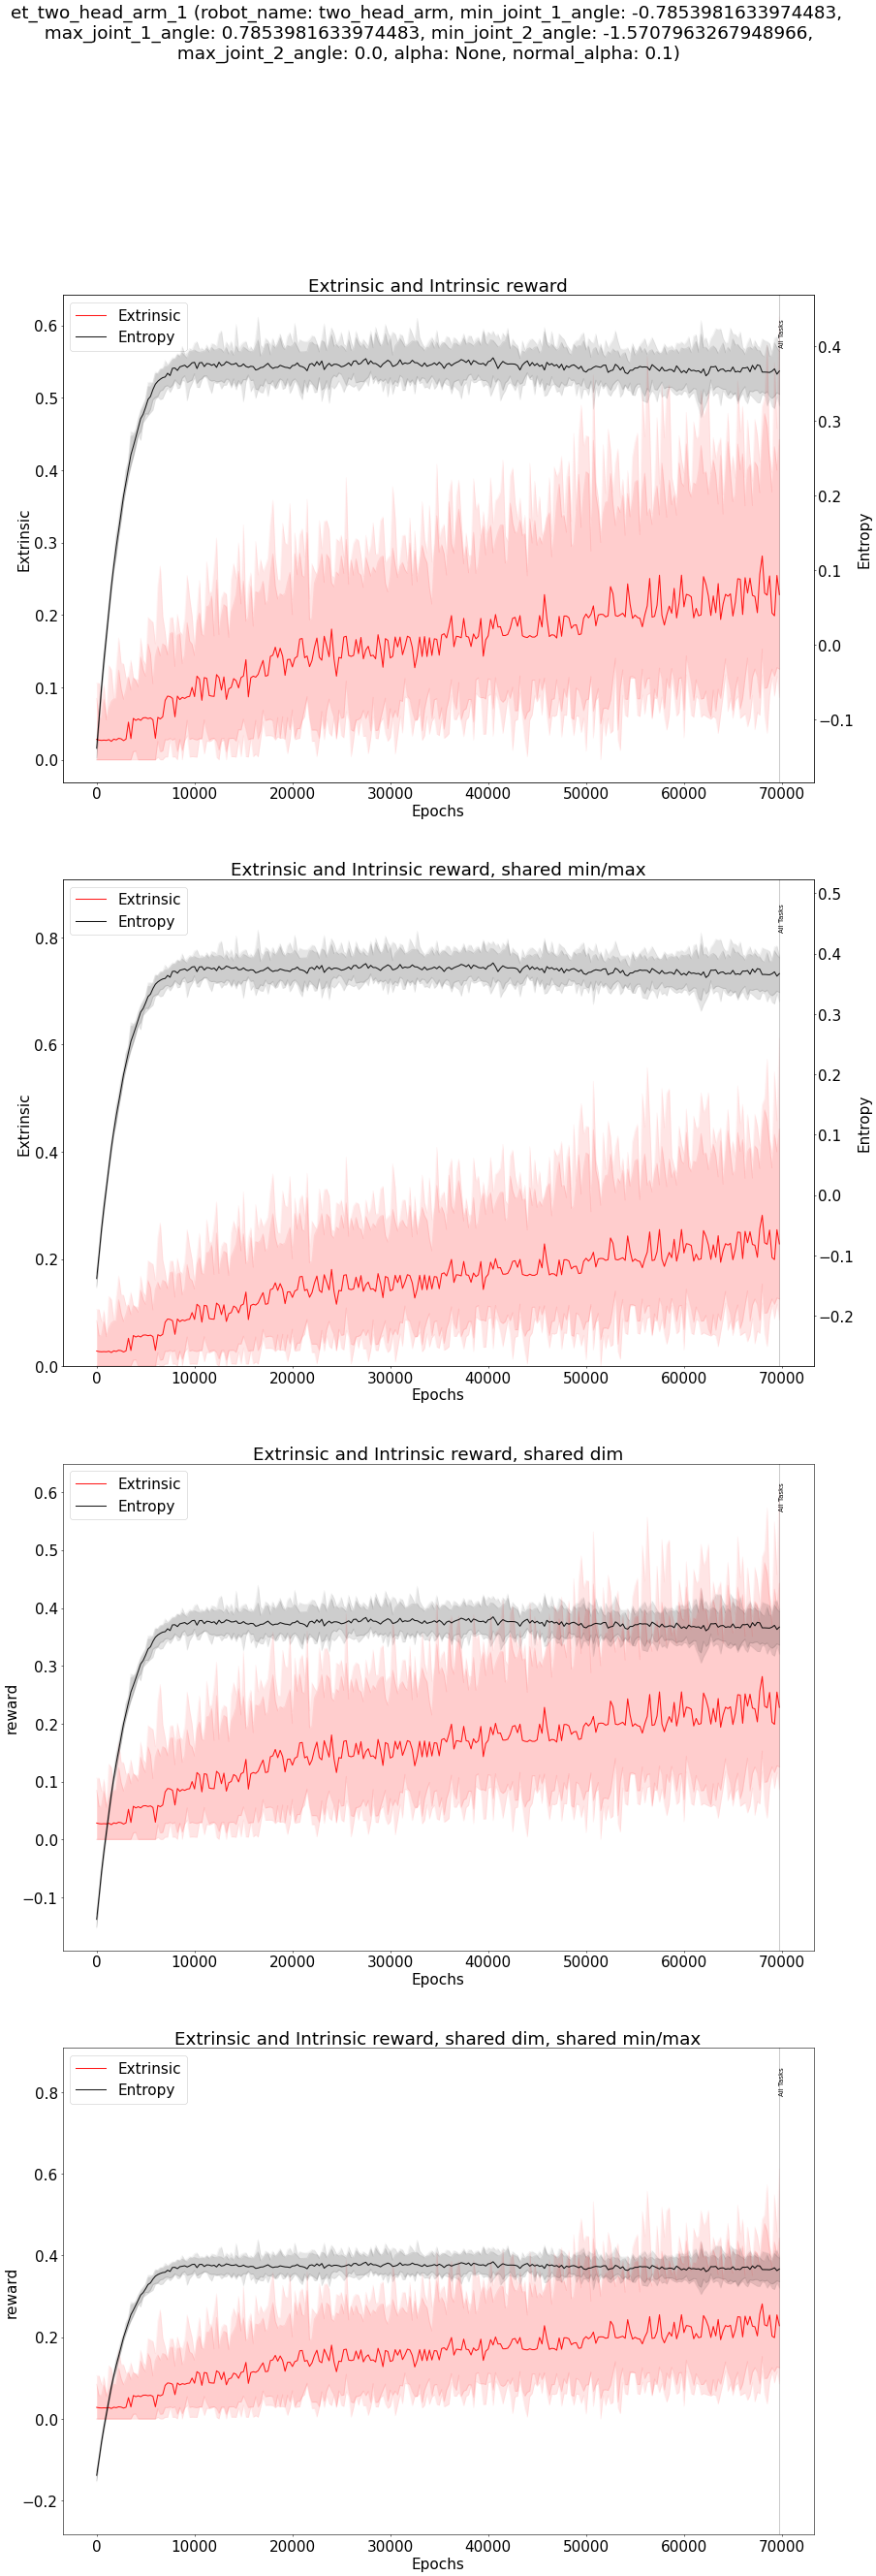 et_two_head_arm_1 (robot_name: two_head_arm, min_joint_1_angle: -0.7853981633974483,
max_joint_1_angle: 0.7853981633974483, min_joint_2_angle: -1.5707963267948966,
max_joint_2_angle: 0.0, alpha: None, normal_alpha: 0.1)
Extrinsic and Intrinsic reward
Extrinsic
Entropy
All Tasks
0.6
0.5
0.4
0.3
0.2
0.1
0.0
Extrinsic
0.4
0.3
0.2
0.1
0.0
−0.1
Entropy
0 10000 20000 30000 40000 50000 60000 70000
Epochs
Extrinsic and Intrinsic reward, shared min/max
Extrinsic
Entropy
All Tasks
0.8
0.6
0.4
0.2
0.0
Extrinsic
0.5
0.4
0.3
0.2
0.1
0.0
−0.1
−0.2
Entropy
0 10000 20000 30000 40000 50000 60000 70000
Epochs
Extrinsic and Intrinsic reward, shared dim
Extrinsic
Entropy
All Tasks
0.6
0.5
0.4
0.3
0.2
0.1
0.0
−0.1
reward
0 10000 20000 30000 40000 50000 60000 70000
Epochs
Extrinsic and Intrinsic reward, shared dim, shared min/max
Extrinsic
Entropy
All Tasks
0.8
0.6
0.4
0.2
0.0
−0.2
reward
0 10000 20000 30000 40000 50000 60000 70000
Epochs